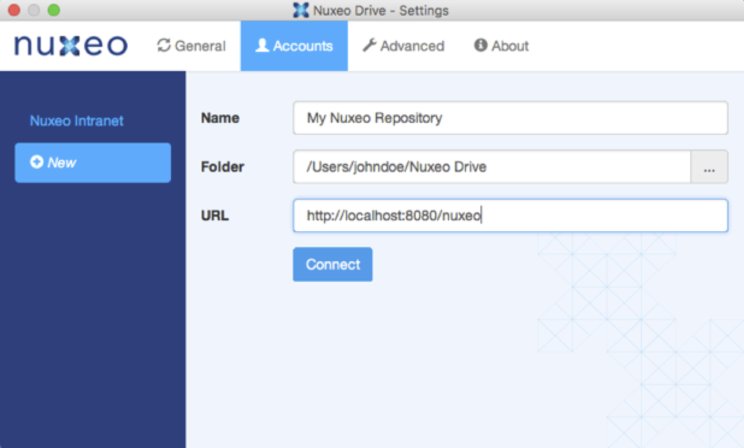 Nuxeo Drive - Settings
nuxeo General Accounts Advanced About
Nuxeo Intranet
New
Name My Nuxeo Repository
Folder /Users/johndoe/Nuxeo Drive ...
URL http://localhost:8080/nuxeo
Connect